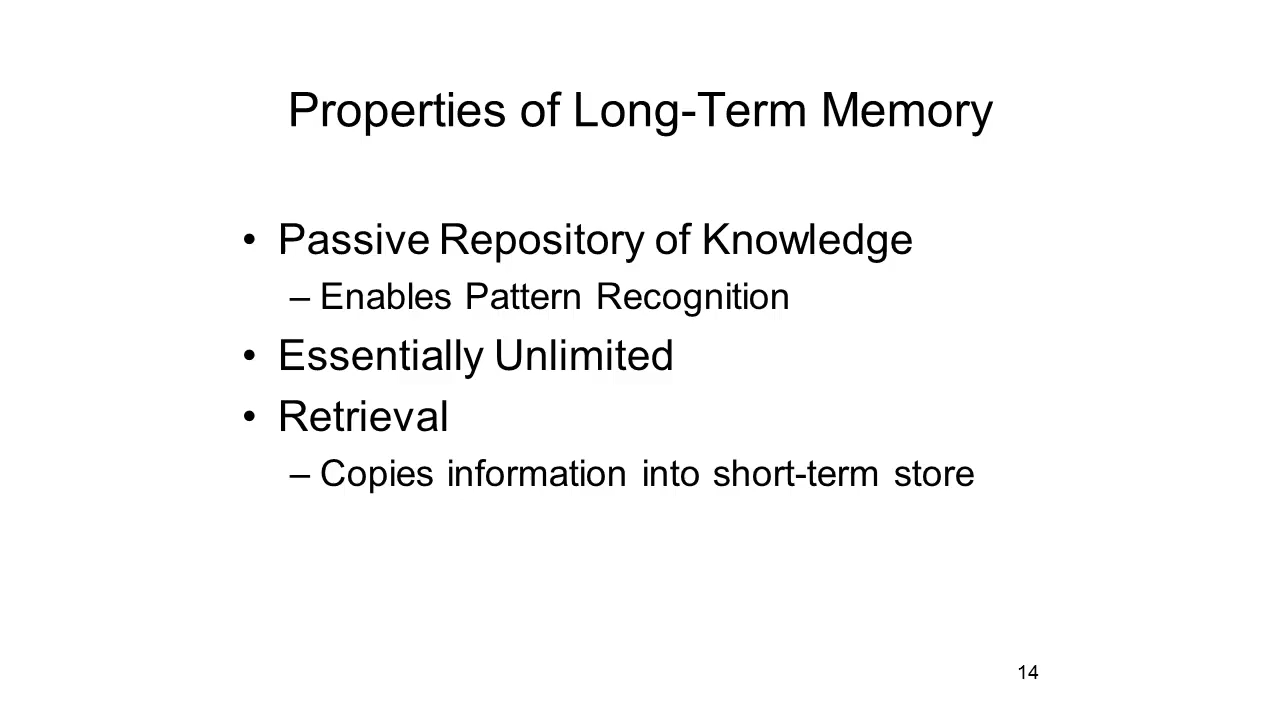 Properties of Long-Term Memory
• Passive Repository of Knowledge
– Enables Pattern Recognition
• Essentially Unlimited
• Retrieval
– Copies information into short-term store
14